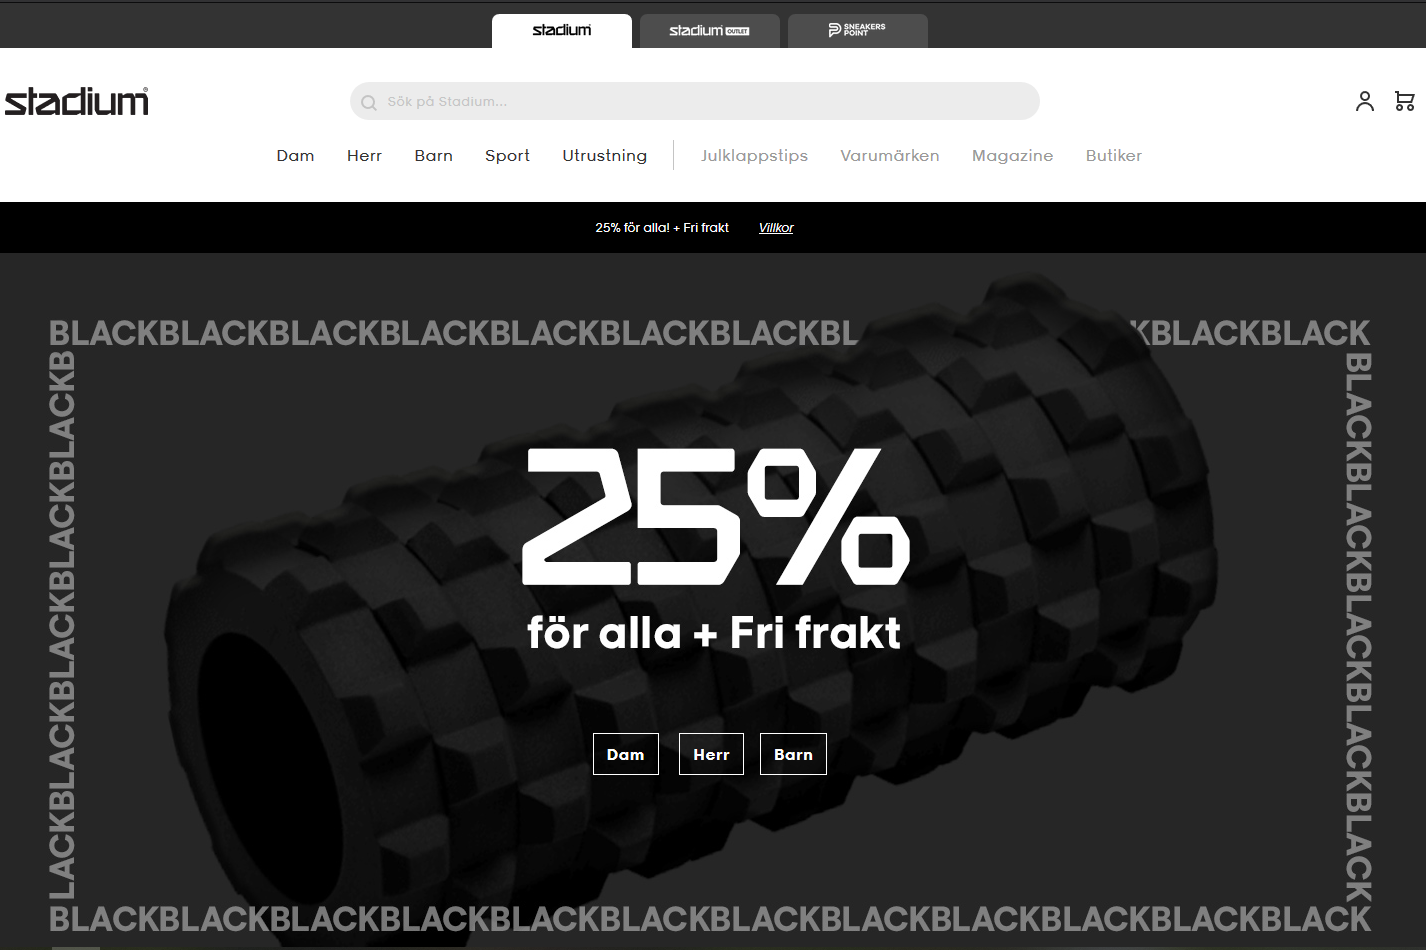 stadium
stadium OUTLET
SNEAKERS
POINT
stadium®
Sök på Stadium...
Dam
Herr
Barn
Sport
Utrustning
Julklappstips
Varumärken
Magazine
Butiker
25% för alla! + Fri frakt
Villkor
BLACKBLACKBLACKBLACKBLACKBLACKBLACKBL
KBLACKBLACK
LACKBLACKBLACKBLACKBLACKB
BLACKBLACKBLACKBLACKBLACK
25%
för alla + Fri frakt
Dam
Herr
Barn
BLACKBLACKBLACKBLACKBLACKBLACKBLACKBLACKBLACKBLACKBLACKBLACK